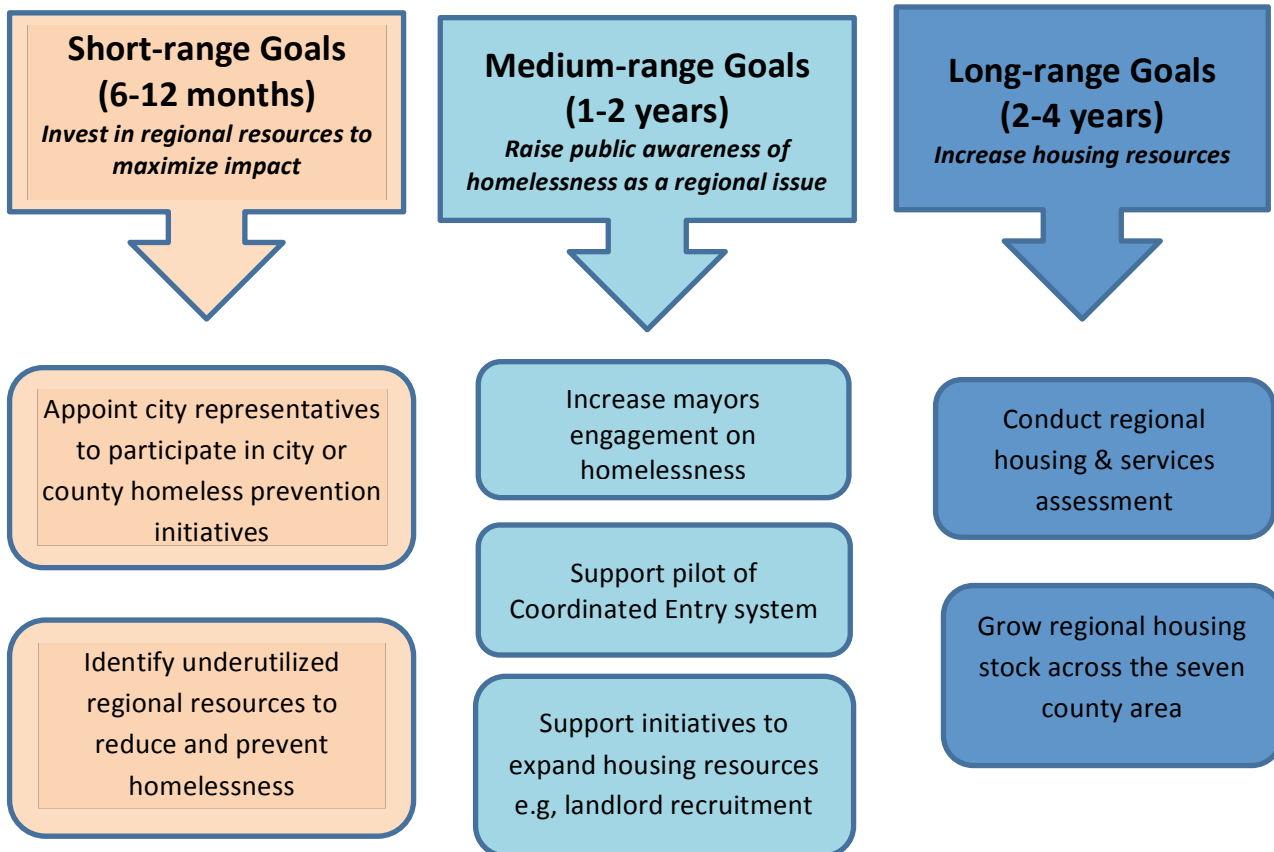 Short-range Goals
(6-12 months)
Invest in regional resources to
maximize impact
Appoint city representatives
to participate in city or
county homeless prevention
initiatives
Identify underutilized
regional resources to
reduce and prevent
homelessness
Medium-range Goals
(1-2 years)
Raise public awareness of
homelessness as a regional issue
Increase mayors
engagement on
homelessness
Support pilot of
Coordinated Entry system
Support initiatives to
expand housing resources
e.g, landlord recruitment
Long-range Goals
(2-4 years)
Increase housing resources
Conduct regional
housing & services
assessment
Grow regional housing
stock across the seven
county area